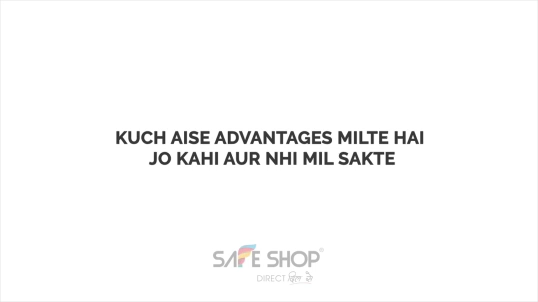 KUCH AISE ADVANTAGES MILTE HAI
JO KAHI AUR NHI MIL SAKTE
SAFE SHOP®
DIRECT दिल से